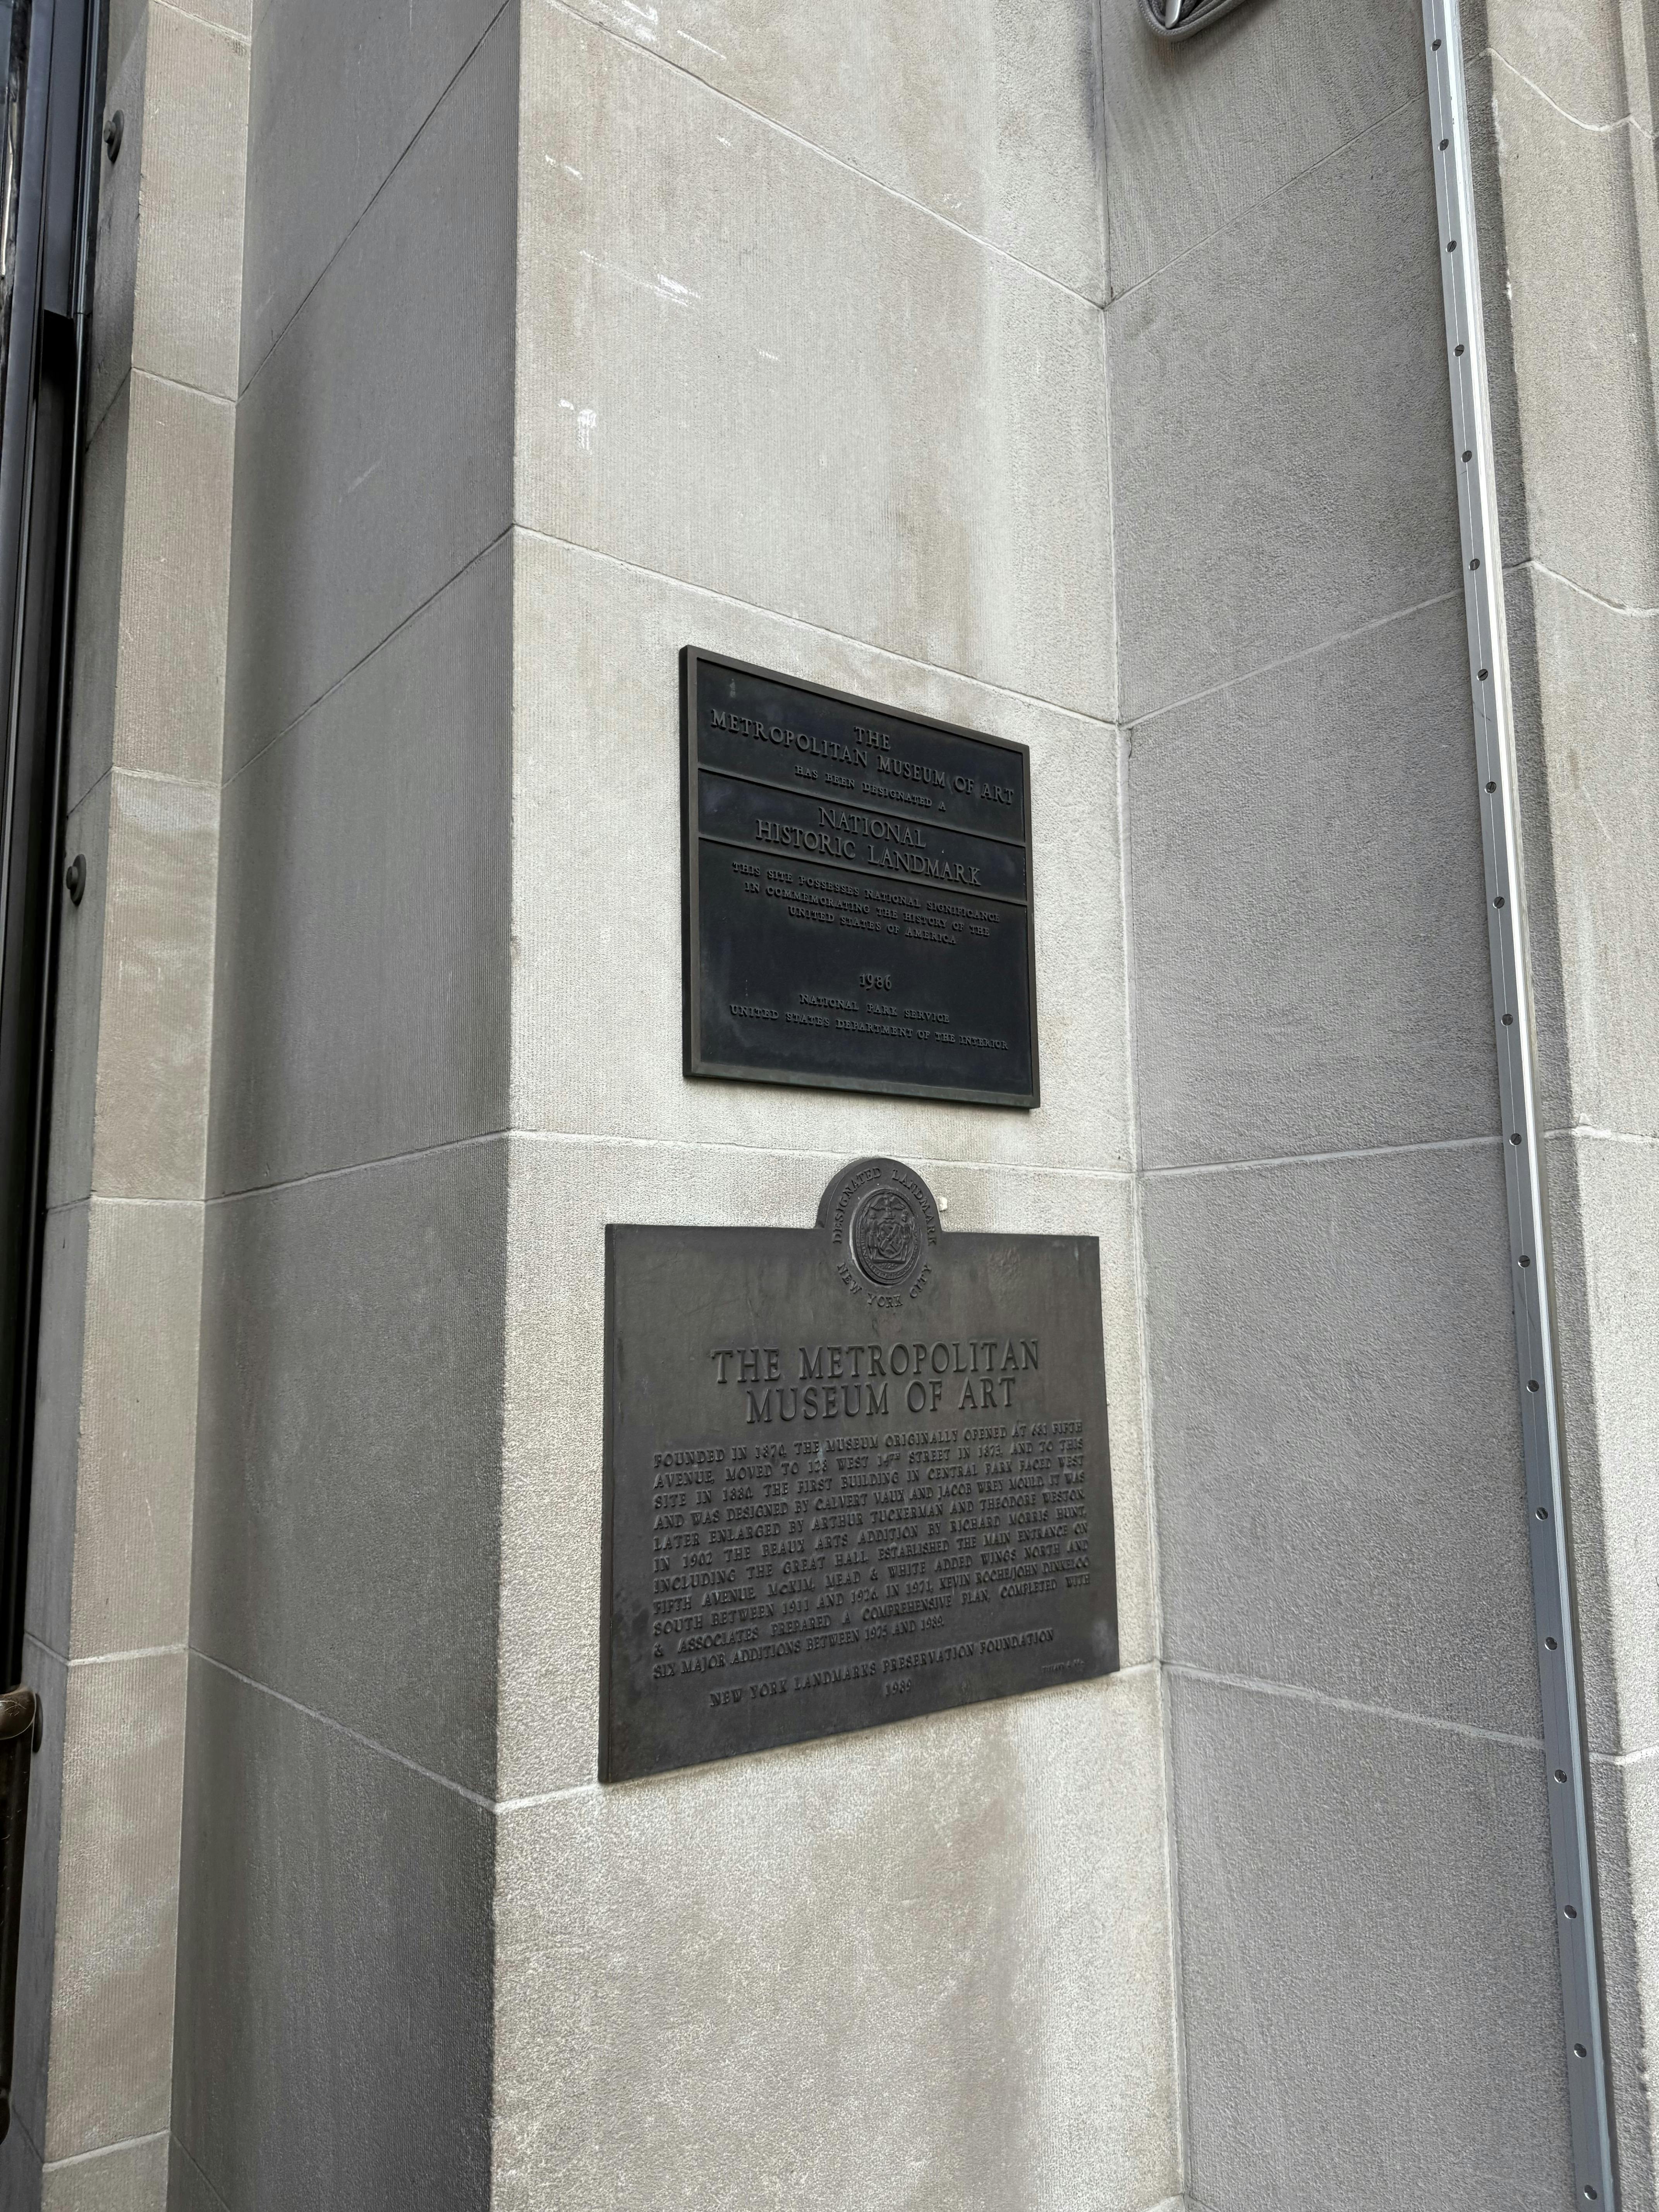 THE
METROPOLITAN MUSEUM OF ART
HAS BEEN DESIGNATED A
NATIONAL
HISTORIC LANDMARK
THIS SITE POSSESSES NATIONAL SIGNIFICANCE
IN COMMEMORATING THE HISTORY OF THE
UNITED STATES OF AMERICA
1986
NATIONAL PARK SERVICE
UNITED STATES DEPARTMENT OF THE INTERIOR
DESIGNATED LANDMARK
NEW YORK CITY
THE METROPOLITAN
MUSEUM OF ART
FOUNDED IN 1870, THE MUSEUM ORIGINALLY OPENED AT 681 FIFTH
AVENUE, MOVED TO 128 WEST 14TH STREET IN 1873, AND TO THIS
SITE IN 1880. THE FIRST BUILDING IN CENTRAL PARK FACED WEST
AND WAS DESIGNED BY CALVERT VAUX AND JACOB WREY MOULD. IT WAS
LATER ENLARGED BY ARTHUR TUCKERMAN AND THEODORE WESTON.
IN 1902 THE BEAUX ARTS ADDITION BY RICHARD MORRIS HUNT,
INCLUDING THE GREAT HALL, ESTABLISHED THE MAIN ENTRANCE ON
FIFTH AVENUE. MCKIM, MEAD & WHITE ADDED WINGS NORTH AND
SOUTH BETWEEN 1911 AND 1926. IN 1971, KEVIN ROCHE/JOHN DINKELOO
& ASSOCIATES PREPARED A COMPREHENSIVE PLAN, COMPLETED WITH
SIX MAJOR ADDITIONS BETWEEN 1975 AND 1989.
NEW YORK LANDMARKS PRESERVATION FOUNDATION
1989